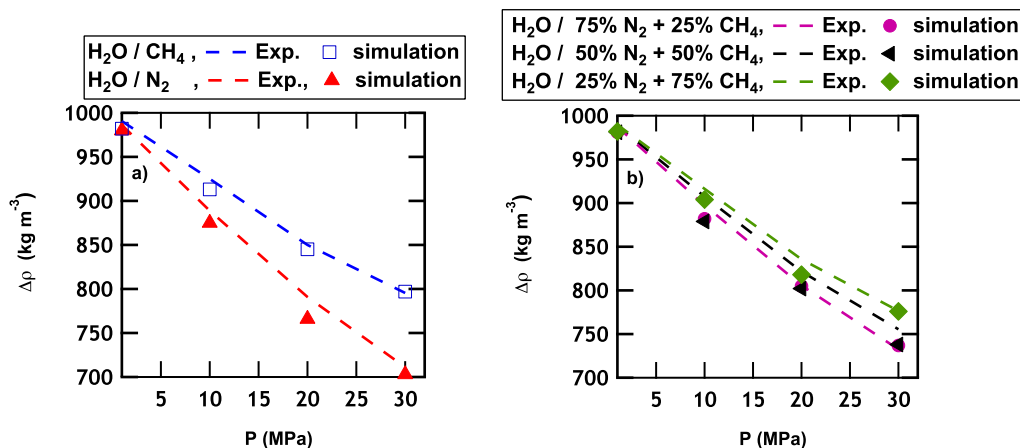 H₂O / CH₄ , Exp. simulation
H₂O / N₂ , Exp., simulation
1000
950
900
850
800
750
700
a)
Δρ (kg m⁻³)
5 10 15 20 25 30
P (MPa)
H₂O / 75% N₂ + 25% CH₄, Exp. simulation
H₂O / 50% N₂ + 50% CH₄, Exp. simulation
H₂O / 25% N₂ + 75% CH₄, Exp. simulation
1000
950
900
850
800
750
700
b)
Δρ (kg m⁻³)
5 10 15 20 25 30
P (MPa)